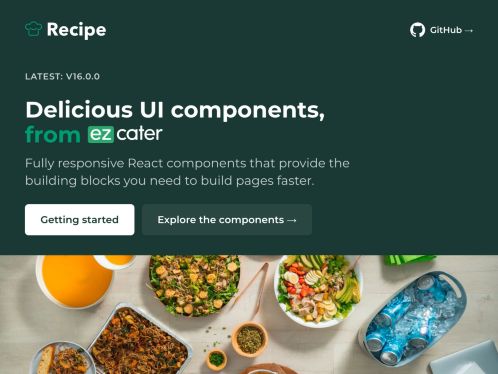 Recipe
GitHub →
LATEST: V16.0.0
Delicious UI components,
from ezcater
Fully responsive React components that provide the
building blocks you need to build pages faster.
Getting started
Explore the components →